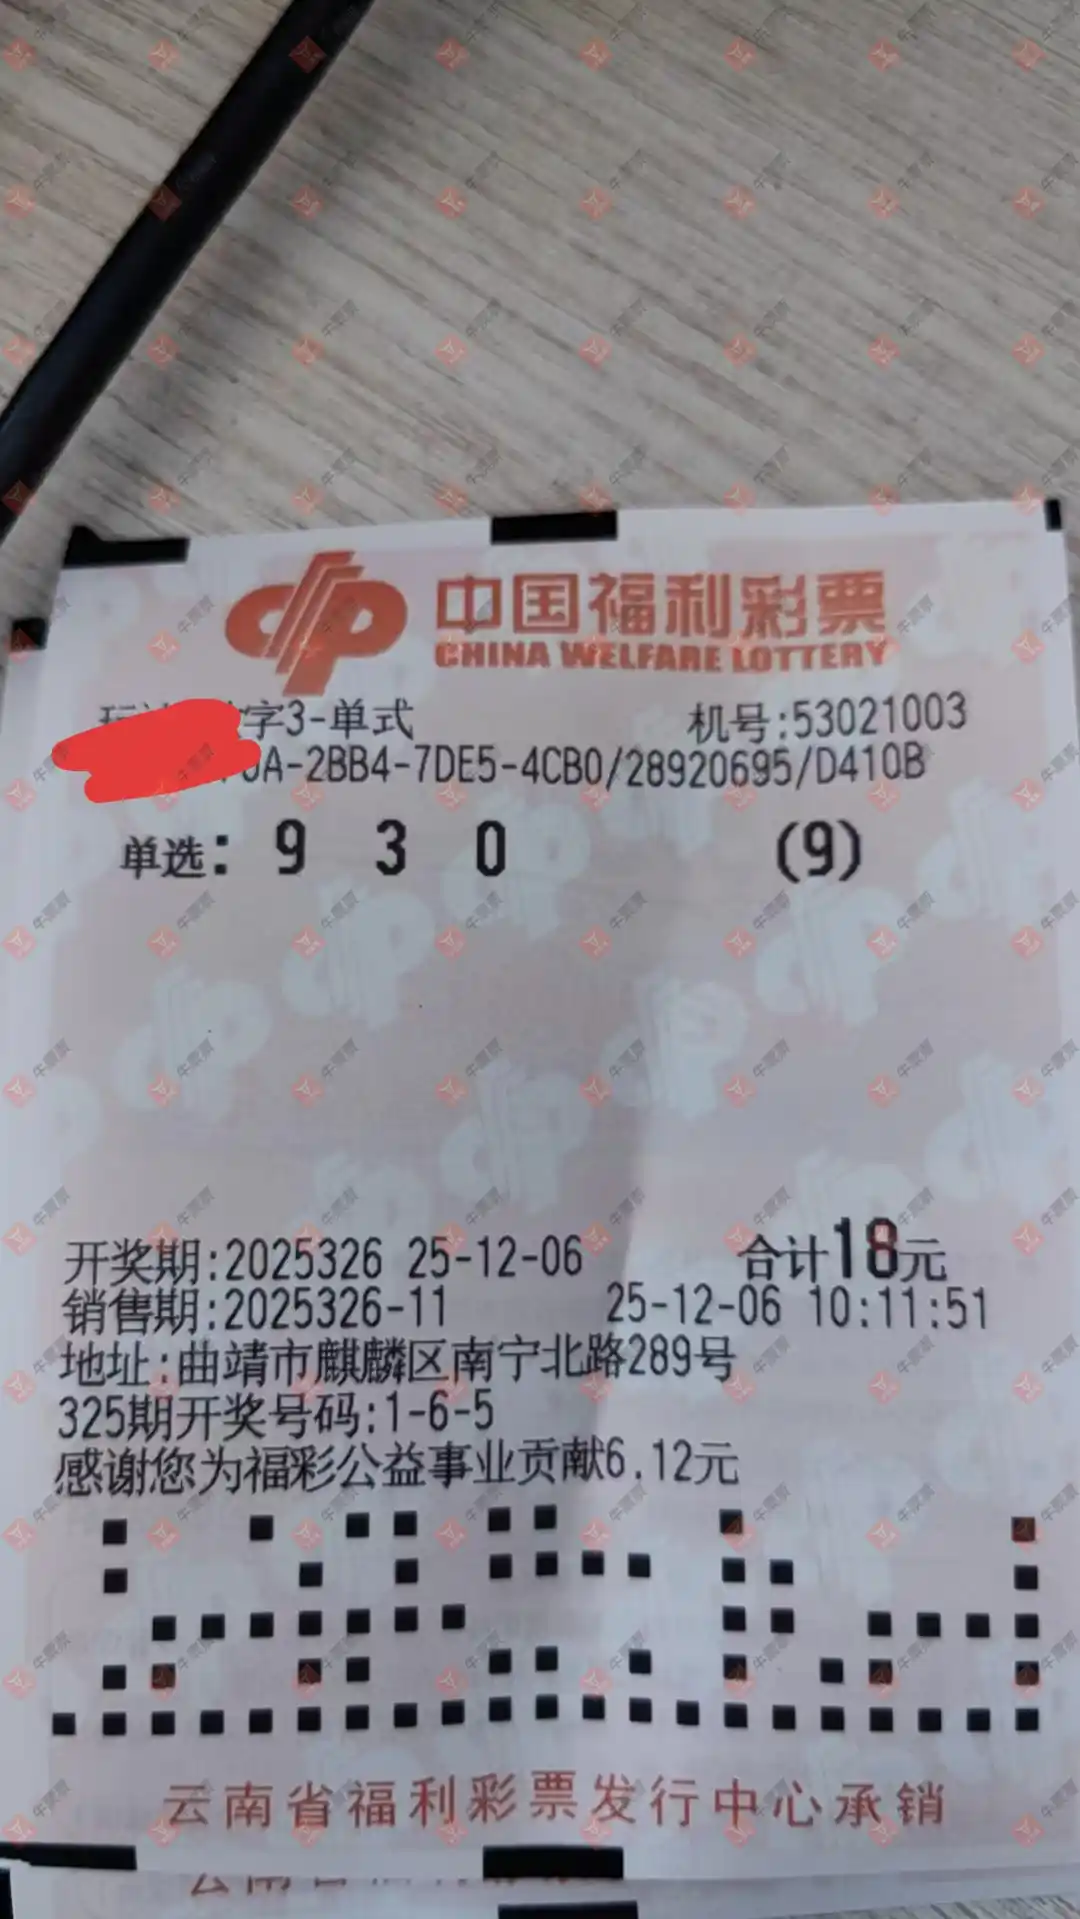 中国福利彩票
CHINA WELFARE LOTTERY
字3-单式 机号:53021003
0A-2BB4-7DE5-4CB0/28920695/D410B
单选: 9 3 0 (9)
开奖期:2025326 25-12-06 合计18元
销售期:2025326-11 25-12-06 10:11:51
地址:曲靖市麒麟区南宁北路289号
325期开奖号码:1-6-5
感谢您为福彩公益事业贡献6.12元
云南省福利彩票发行中心承销
牛票票